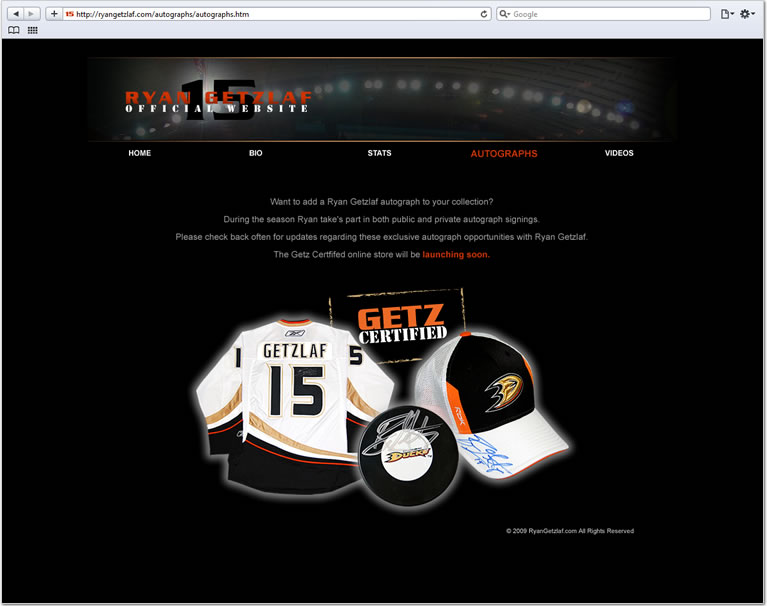 http://ryangetzlaf.com/autographs/autographs.htm
Google
15
RYAN GETZLAF
OFFICIAL WEBSITE
HOME BIO STATS AUTOGRAPHS VIDEOS
Want to add a Ryan Getzlaf autograph to your collection?
During the season Ryan take's part in both public and private autograph signings.
Please check back often for updates regarding these exclusive autograph opportunities with Ryan Getzlaf.
The Getz Certfifed online store will be launching soon.
GETZ
CERTIFIED
GETZLAF
15 15 5
DUCKS
© 2009 RyanGetzlaf.com All Rights Reserved